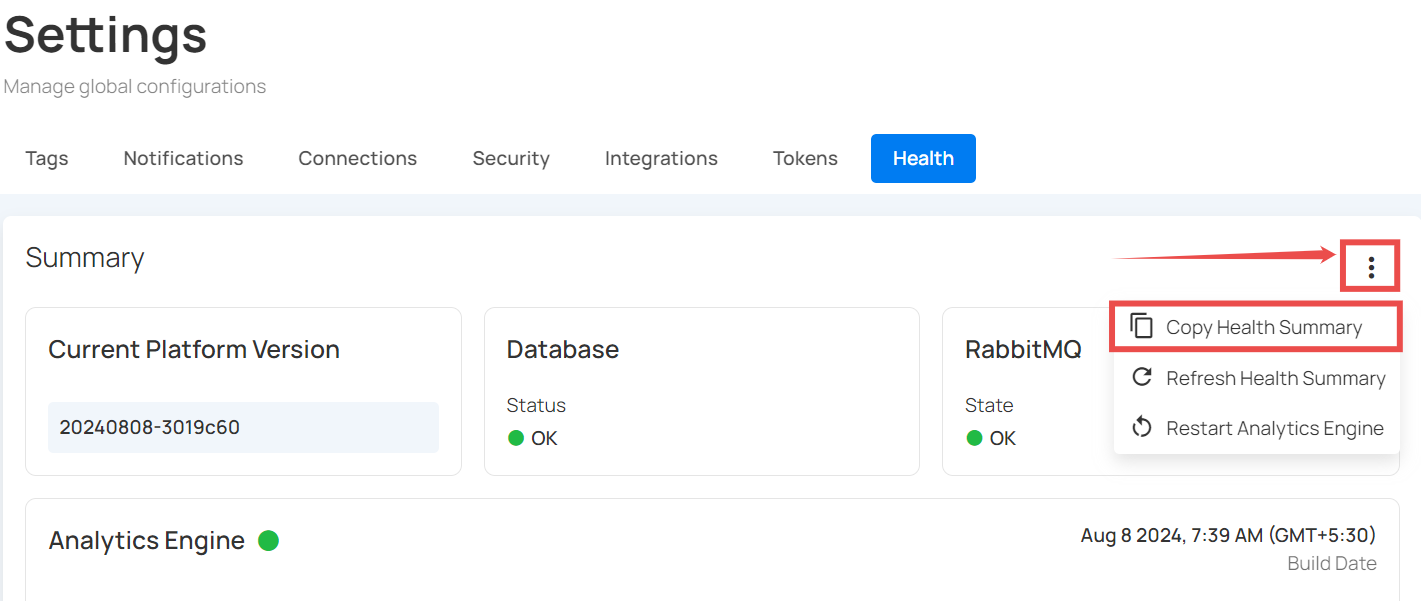 Settings
Manage global configurations
Tags Notifications Connections Security Integrations Tokens Health
Summary
Current Platform Version
20240808-3019c60
Database
Status
OK
RabbitMQ
State
OK
Copy Health Summary
Refresh Health Summary
Restart Analytics Engine
Analytics Engine
Aug 8 2024, 7:39 AM (GMT+5:30)
Build Date